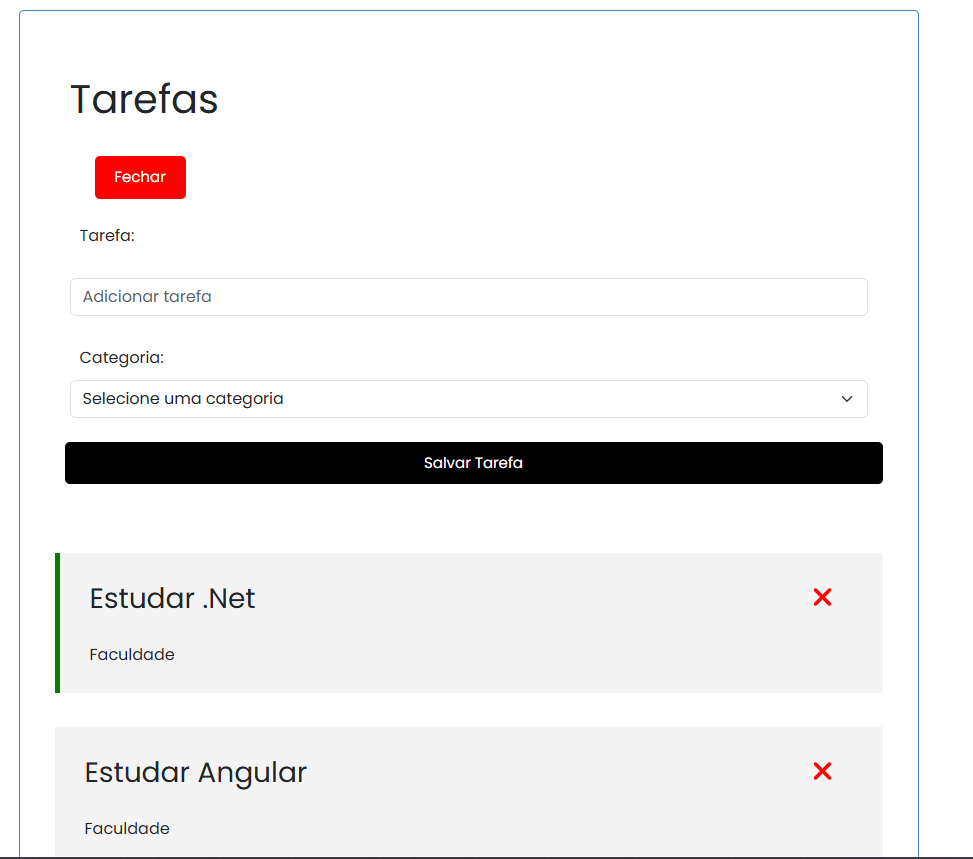 Tarefas
Fechar
Tarefa:
Adicionar tarefa
Categoria:
Selecione uma categoria
Salvar Tarefa
Estudar .Net
Faculdade
Estudar Angular
Faculdade